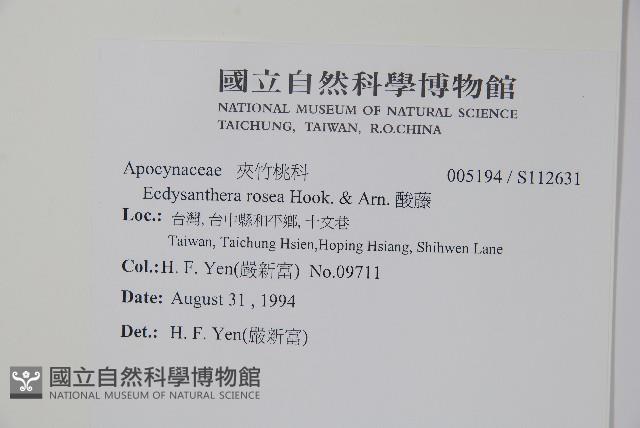 國立自然科學博物館
NATIONAL MUSEUM OF NATURAL SCIENCE
TAICHUNG, TAIWAN, R.O.CHINA
Apocynaceae 夾竹桃科 005194 / S112631
Ecdysanthera rosea Hook. & Arn. 酸藤
Loc.: 台灣, 台中縣和平鄉, 十文巷
Taiwan, Taichung Hsien,Hoping Hsiang, Shihwen Lane
Col.: H. F. Yen(嚴新富) No.09711
Date: August 31 , 1994
Det.: H. F. Yen(嚴新富)
國立自然科學博物館
NATIONAL MUSEUM OF NATURAL SCIENCE